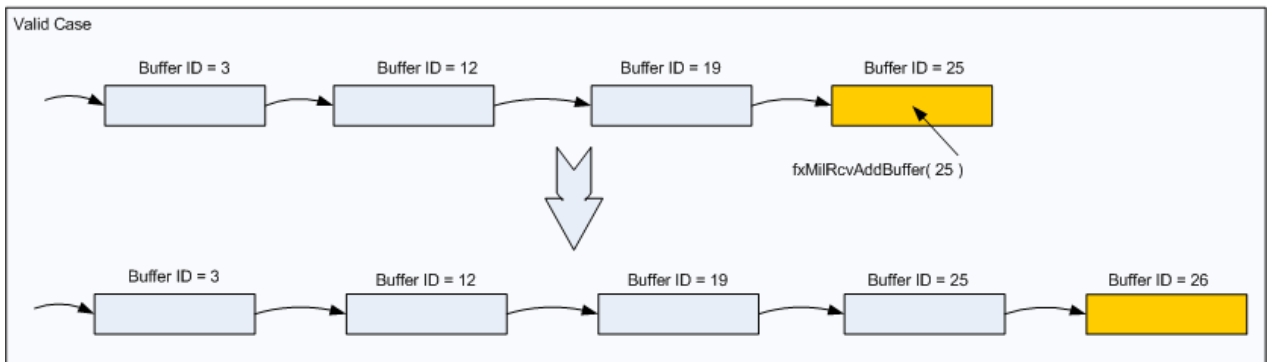 Valid Case
Buffer ID = 3
Buffer ID = 12
Buffer ID = 19
Buffer ID = 25
fxMilRcvAddBuffer( 25 )
Buffer ID = 3
Buffer ID = 12
Buffer ID = 19
Buffer ID = 25
Buffer ID = 26